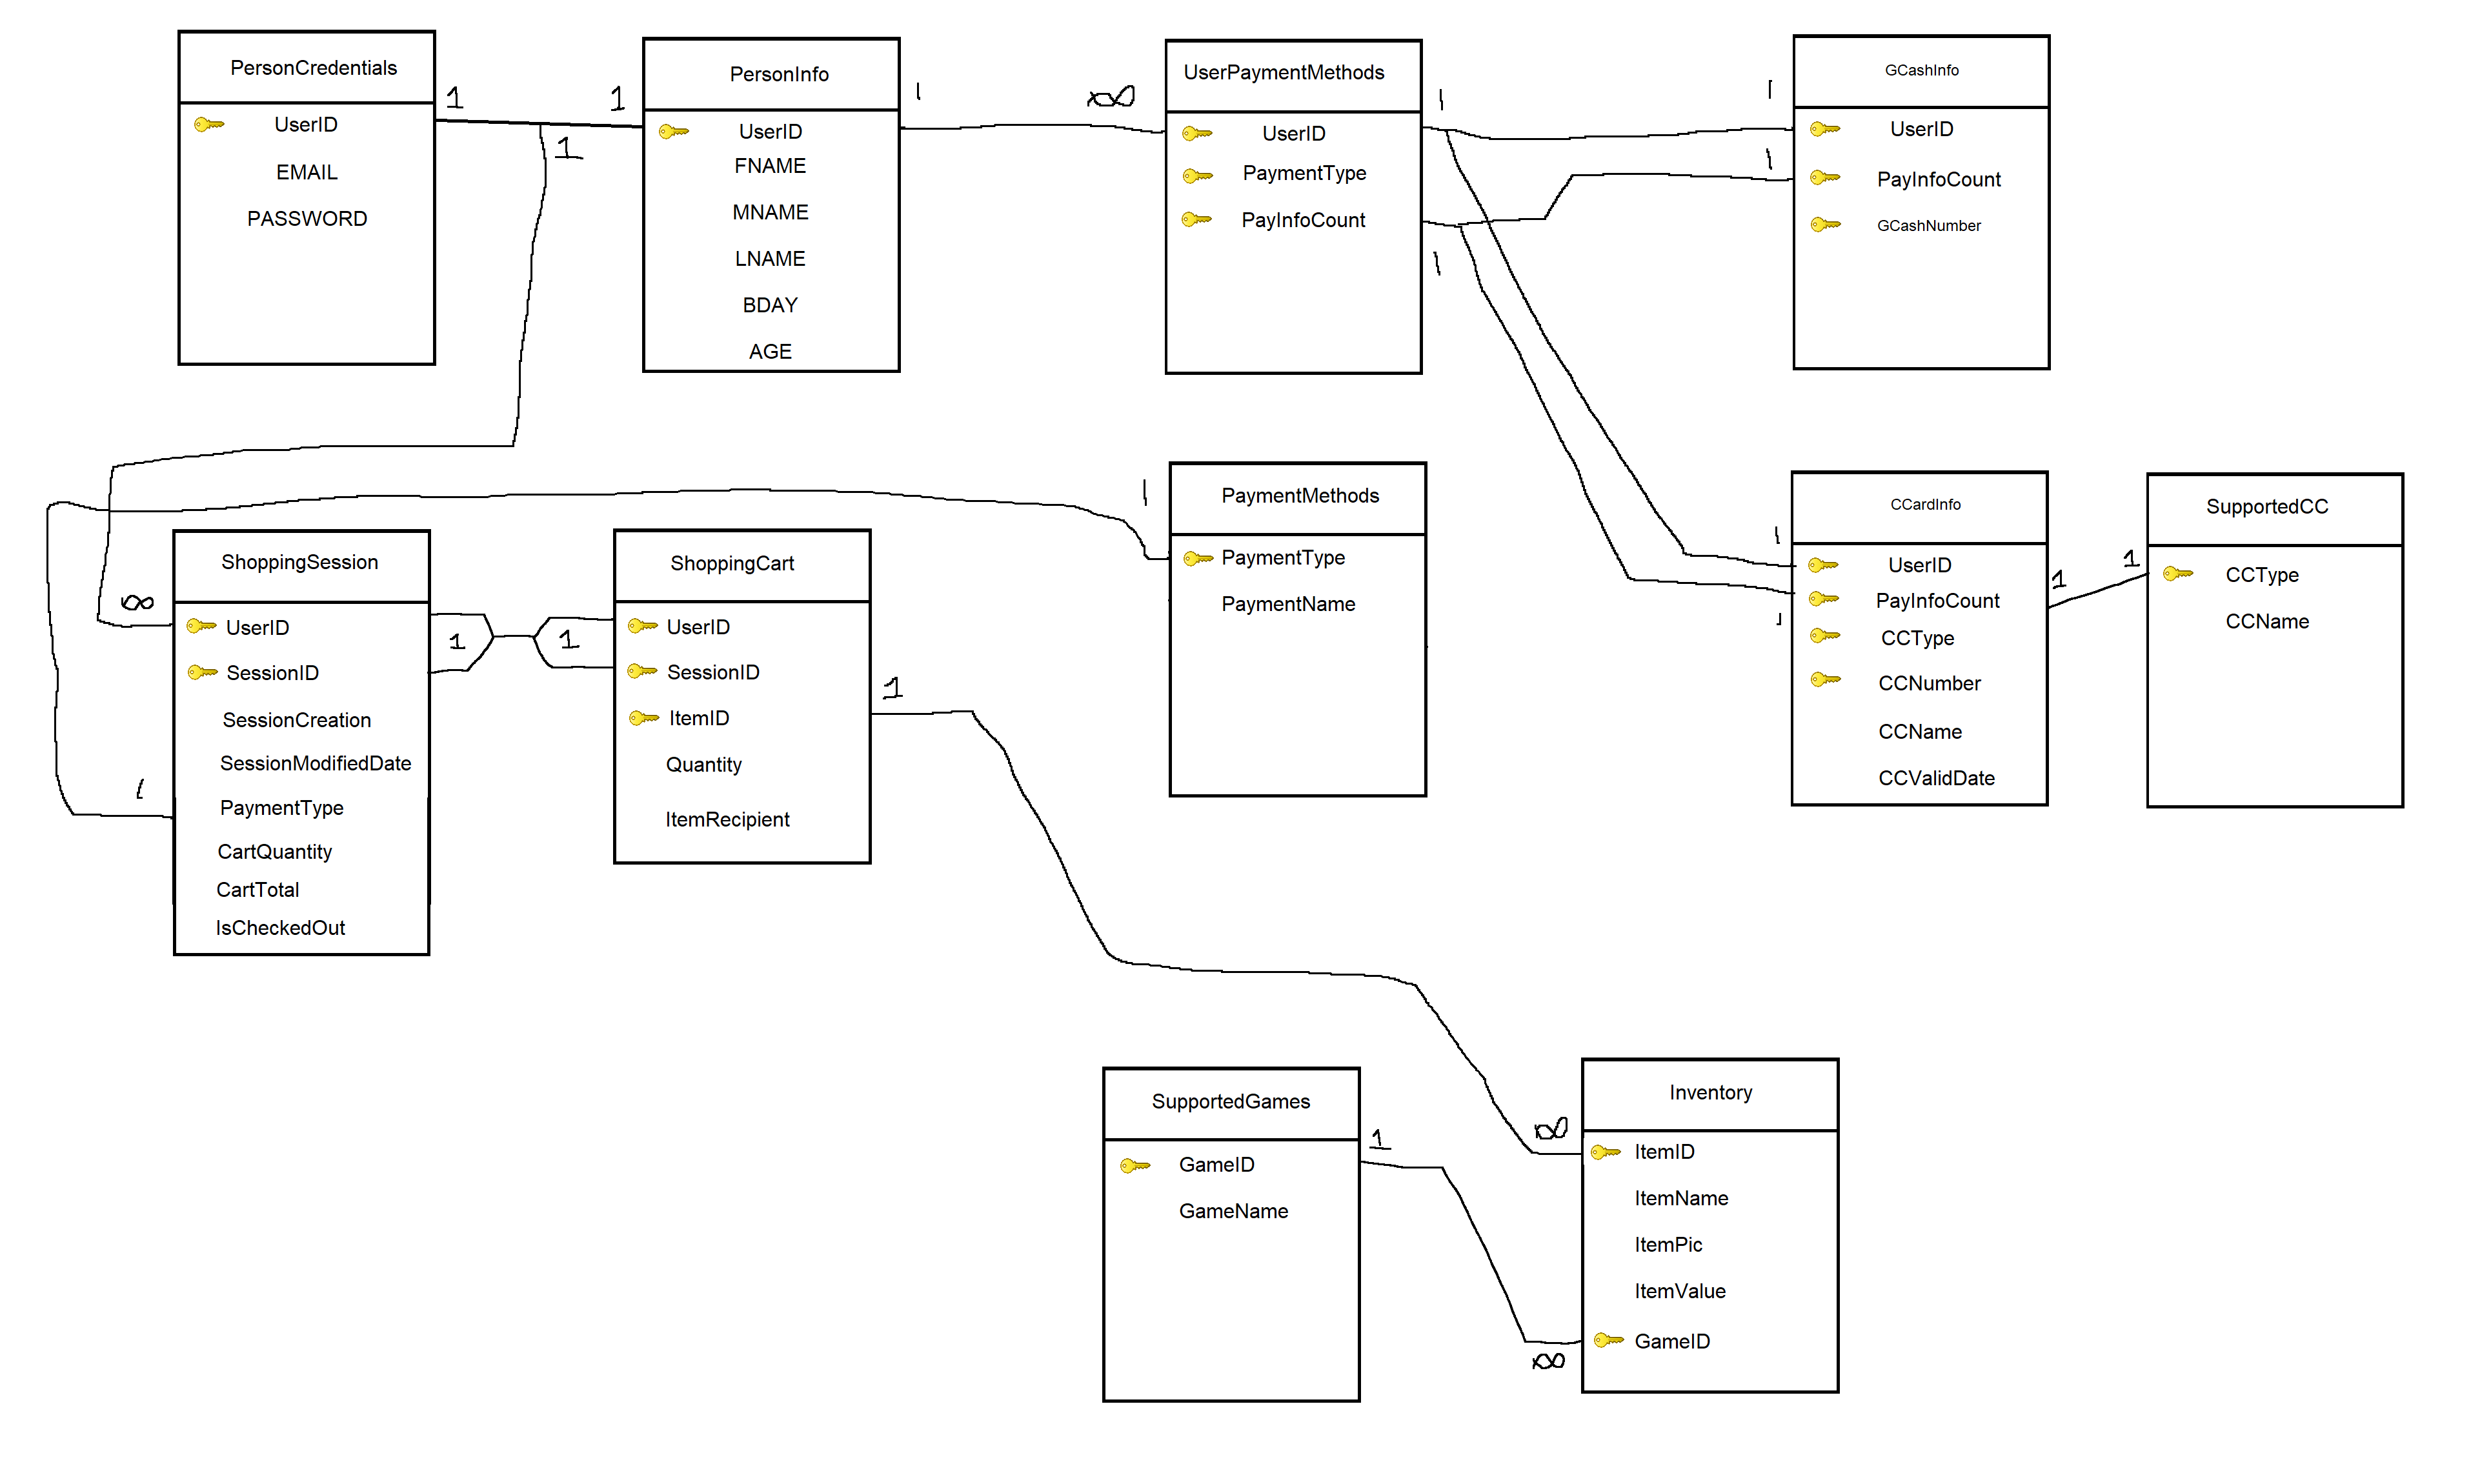 PersonCredentials
1
UserID
EMAIL
PASSWORD
1
PersonInfo
UserID
FNAME
MNAME
LNAME
BDAY
AGE
1
1
∞
UserPaymentMethods
UserID
PaymentType
PayInfoCount
1
1
1
1
GCashInfo
UserID
PayInfoCount
GCashNumber
PaymentMethods
1
PaymentType
PaymentName
CCardInfo
1
1
UserID
PayInfoCount
CCType
CCNumber
CCName
CCValidDate
1
1
SupportedCC
CCType
CCName
ShoppingSession
∞
UserID
SessionID
SessionCreation
SessionModifiedDate
PaymentType
CartQuantity
CartTotal
IsCheckedOut
1
1
1
ShoppingCart
UserID
SessionID
ItemID
Quantity
ItemRecipient
1
SupportedGames
GameID
GameName
1
∞
∞
Inventory
ItemID
ItemName
ItemPic
ItemValue
GameID